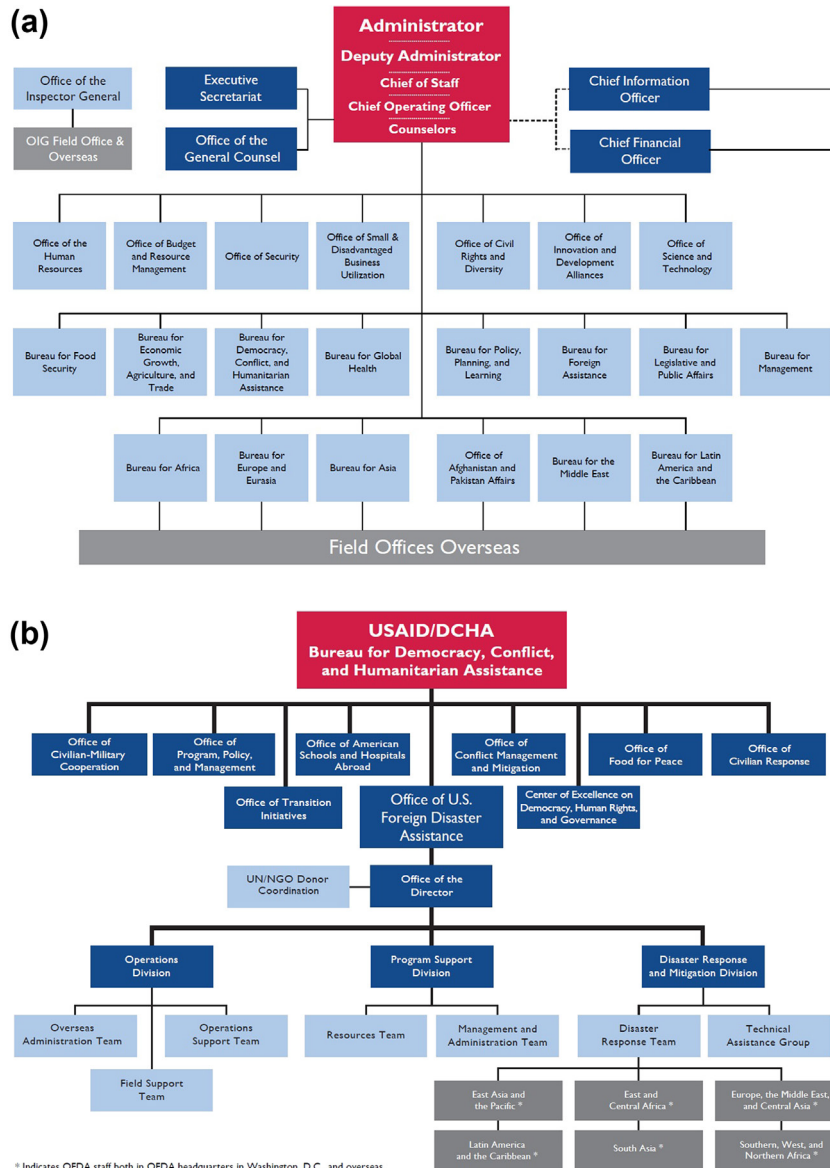 (a)
Administrator
Deputy Administrator
Chief of Staff
Chief Operating Officer
Counselors
Office of the
Inspector General
OIG Field Office &
Overseas
Executive
Secretariat
Office of the
General Counsel
Chief Information
Officer
Chief Financial
Officer
Office of the
Human
Resources
Office of Budget
and Resource
Management
Office of Security
Office of Small &
Disadvantaged
Business
Utilization
Office of Civil
Rights and
Diversity
Office of
Innovation and
Development
Alliances
Office of
Science and
Technology
Bureau for Food
Security
Bureau for
Economic
Growth,
Agriculture, and
Trade
Bureau for
Democracy,
Conflict, and
Humanitarian
Assistance
Bureau for Global
Health
Bureau for Policy,
Planning, and
Learning
Bureau for
Foreign
Assistance
Bureau for
Legislative and
Public Affairs
Bureau for
Management
Bureau for Africa
Bureau for
Europe and
Eurasia
Bureau for Asia
Office of
Afghanistan and
Pakistan Affairs
Bureau for the
Middle East
Bureau for Latin
America and
the Caribbean
Field Offices Overseas
(b)
USAID/DCHA
Bureau for Democracy, Conflict,
and Humanitarian Assistance
Office of
Civilian-Military
Cooperation
Office of
Program, Policy,
and Management
Office of American
Schools and Hospitals
Abroad
Office of
Conflict Management
and Mitigation
Office of
Food for Peace
Office of
Civilian Response
Office of Transition
Initiatives
Office of U.S.
Foreign Disaster
Assistance
Center of Excellence on
Democracy, Human Rights,
and Governance
UN/NGO Donor
Coordination
Office of the
Director
Operations
Division
Program Support
Division
Disaster Response
and Mitigation Division
Overseas
Administration Team
Operations
Support Team
Field Support
Team
Resources Team
Management and
Administration Team
Disaster
Response Team
Technical
Assistance Group
East Asia and
the Pacific *
East and
Central Africa *
Europe, the Middle East,
and Central Asia *
Latin America
and the Caribbean *
South Asia *
Southern, West, and
Northern Africa *
* Indicates OFDA staff both in OFDA headquarters in Washington, D.C., and overseas